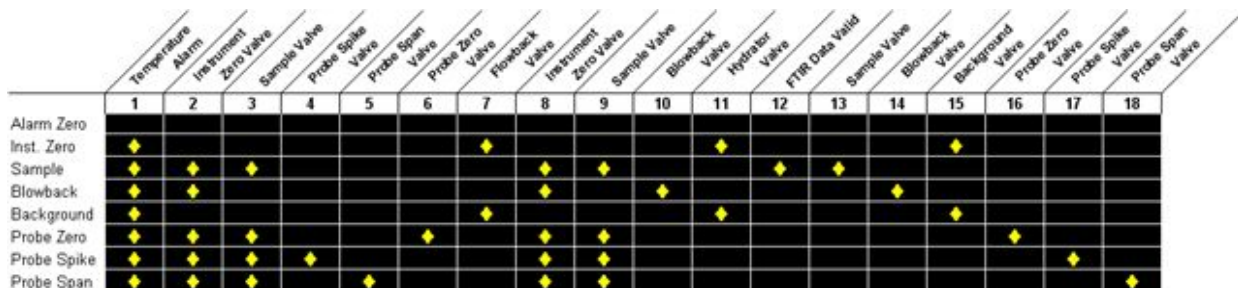 Temperature Alarm
Instrument Zero Valve
Sample Valve
Probe Spike Valve
Probe Span Valve
Probe Zero Valve
Flowback Valve
Instrument Zero Valve
Sample Valve
Blowback Valve
Hydrator Valve
FTIR Data Valid
Sample Valve
Blowback Valve
Background Valve
Probe Zero Valve
Probe Spike Valve
Probe Span Valve
1 2 3 4 5 6 7 8 9 10 11 12 13 14 15 16 17 18
Alarm Zero
Inst. Zero
Sample
Blowback
Background
Probe Zero
Probe Spike
Probe Span